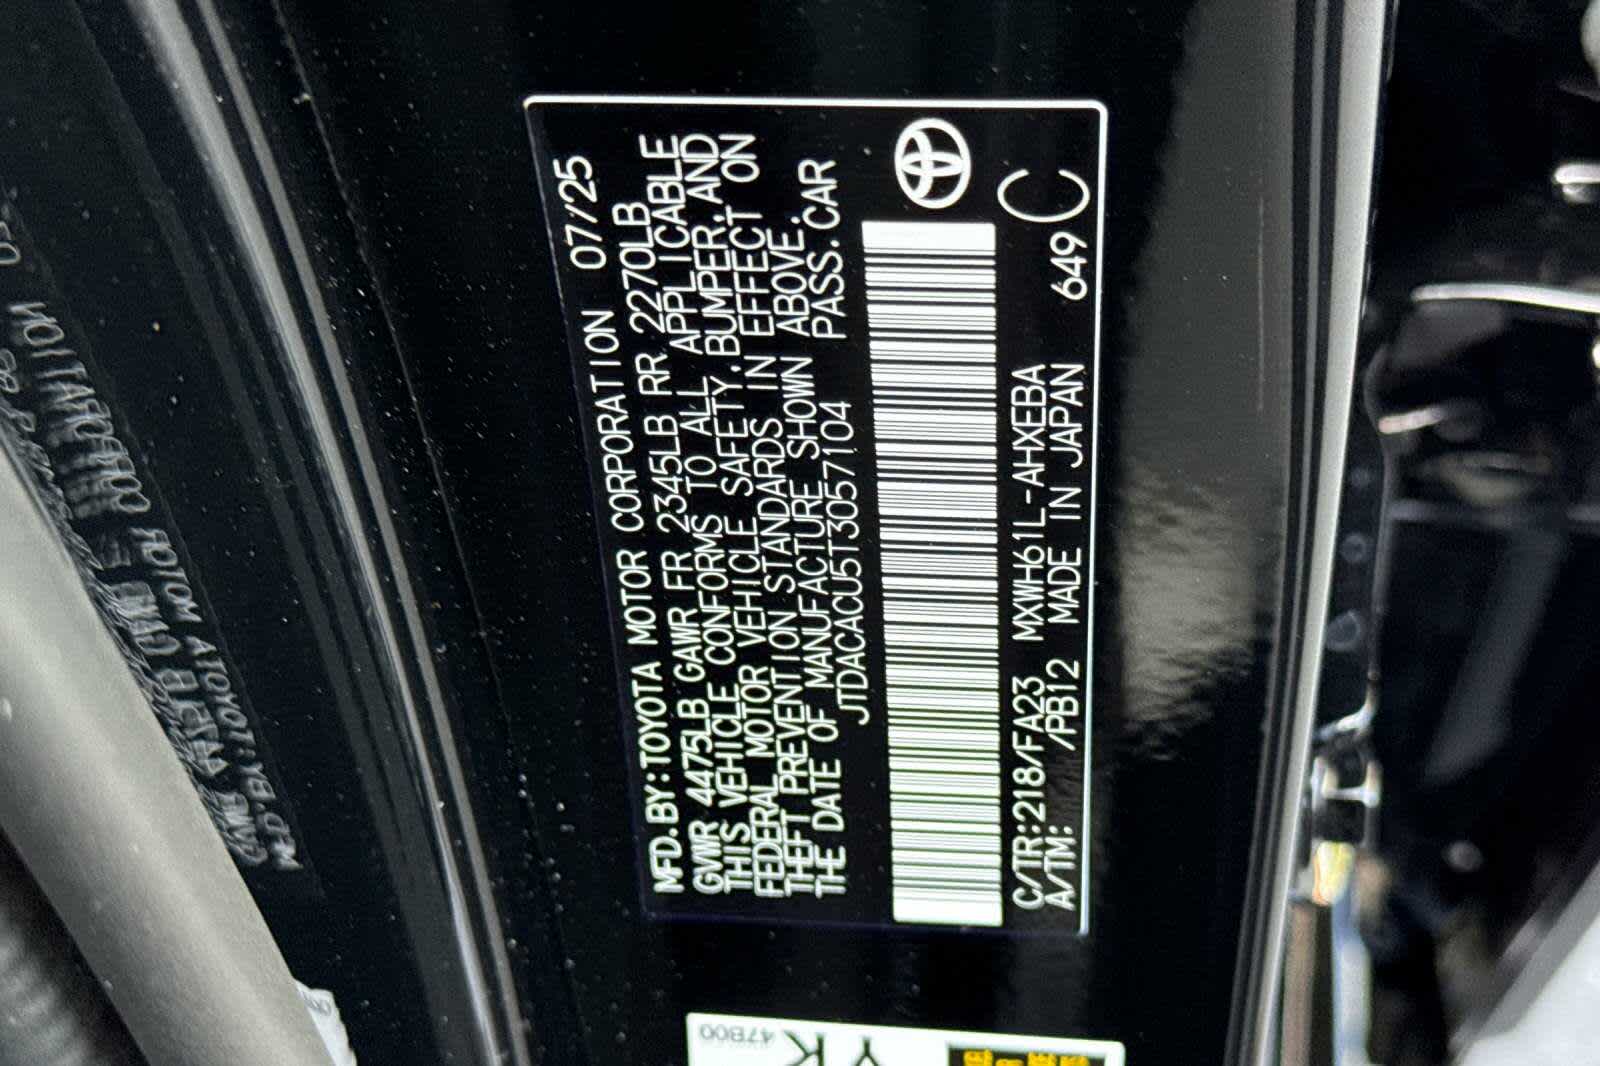 MFD.BY:TOYOTA MOTOR CORPORATION 07/25
GVWR 4475LB GAWR FR 2345LB RR 2270LB
THIS VEHICLE CONFORMS TO ALL APPLICABLE
FEDERAL MOTOR VEHICLE SAFETY,BUMPER,AND
THEFT PREVENTION STANDARDS IN EFFECT ON
THE DATE OF MANUFACTURE SHOWN ABOVE.
JTDACACU5T3057104 PASS.CAR
C/TR:218/FA23 MXWH61L-AHXEBA 649 C
A/TM: /PB12 MADE IN JAPAN
47B00
YK